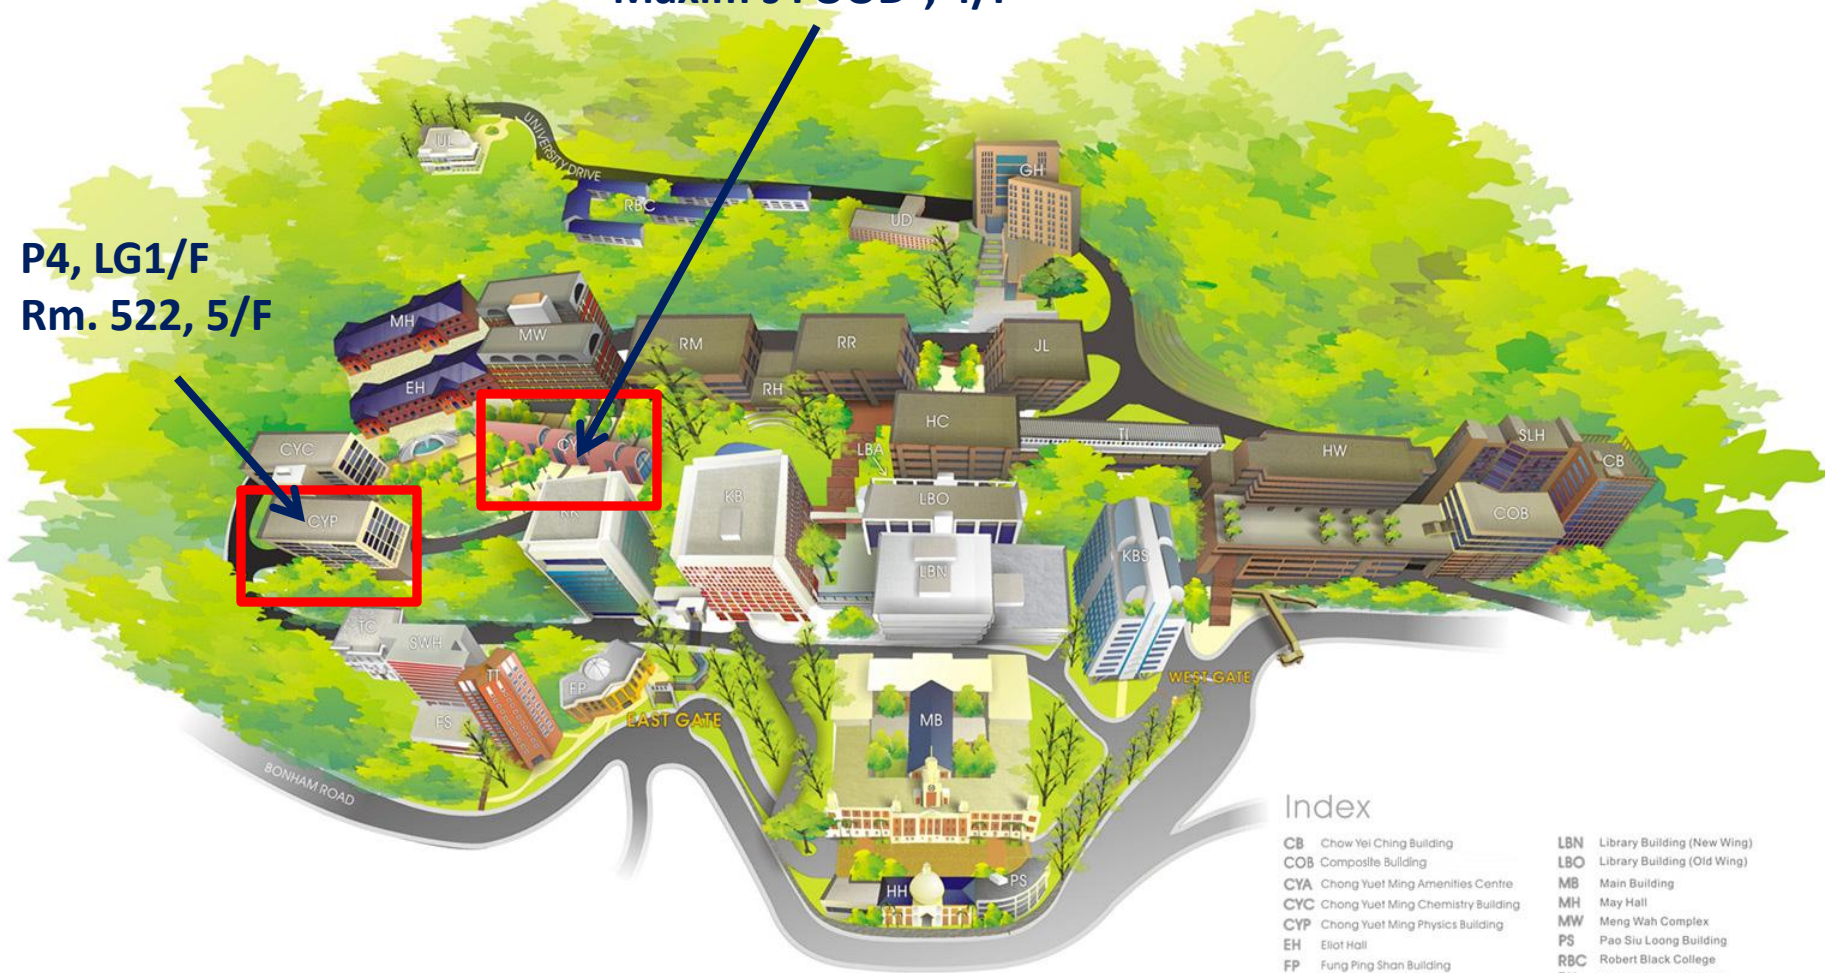 P4, LG1/F
Rm. 522, 5/F
UL
UNIVERSITY DRIVE
RBC
UD
GH
MH
MW
RM
RR
JL
EH
RH
HC
TI
HW
SLH
CB
CYC
LBA
KB
LBO
COB
CYP
KBS
LBN
TC
SWH
TT
FP
FS
EAST GATE
WEST GATE
MB
BONHAM ROAD
HH
PS
Index
CB Chow Yei Ching Building
COB Composite Building
CYA Chong Yuet Ming Amenities Centre
CYC Chong Yuet Ming Chemistry Building
CYP Chong Yuet Ming Physics Building
EH Eliot Hall
FP Fung Ping Shan Building
LBN Library Building (New Wing)
LBO Library Building (Old Wing)
MB Main Building
MH May Hall
MW Meng Wah Complex
PS Pao Siu Loong Building
RBC Robert Black College